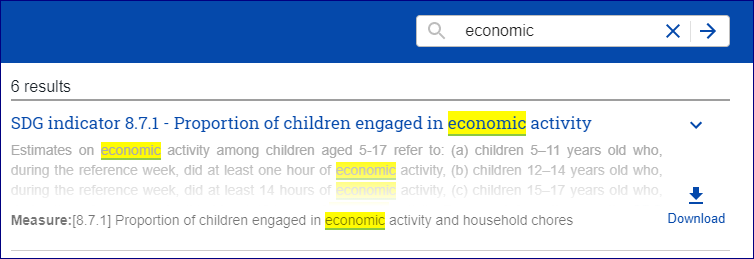 economic
6 results
SDG indicator 8.7.1 - Proportion of children engaged in economic activity
Estimates on economic activity among children aged 5-17 refer to: (a) children 5–11 years old who,
during the reference week, did at least one hour of economic activity, (b) children 12–14 years old who,
during the reference week, did at least 14 hours of economic activity, (c) children 15–17 years old who,
Download
Measure:[8.7.1] Proportion of children engaged in economic activity and household chores